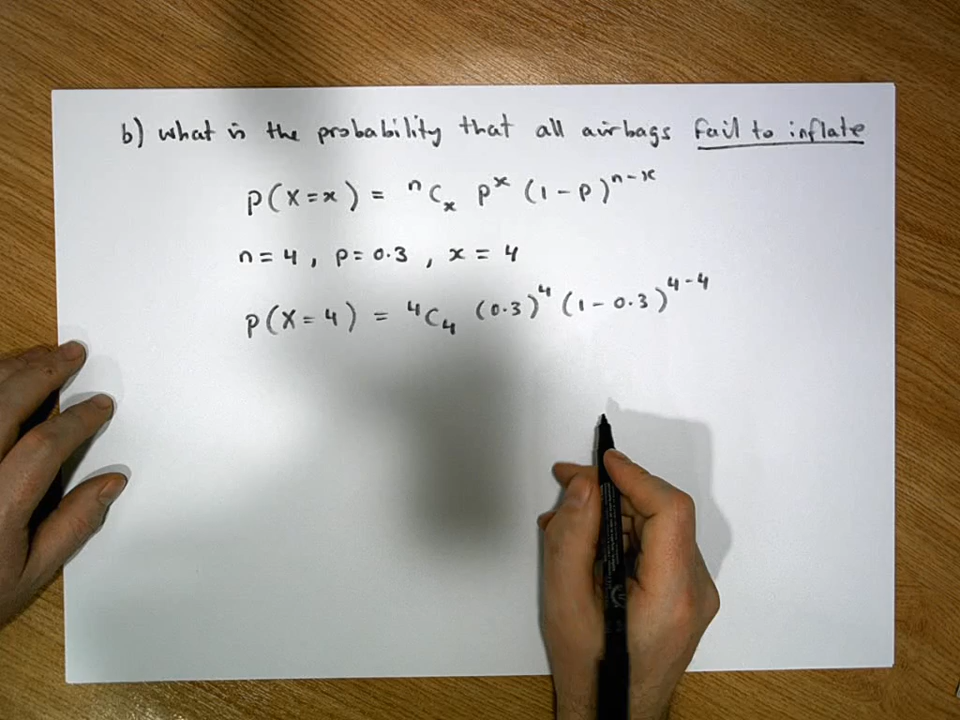 b) what is the probability that all airbags fail to inflate
P(X=x) = ⁿCₓ pˣ (1-p)ⁿ⁻ˣ
n=4, p=0.3, x=4
P(X=4) = ⁴C₄ (0.3)⁴ (1-0.3)⁴⁻⁴